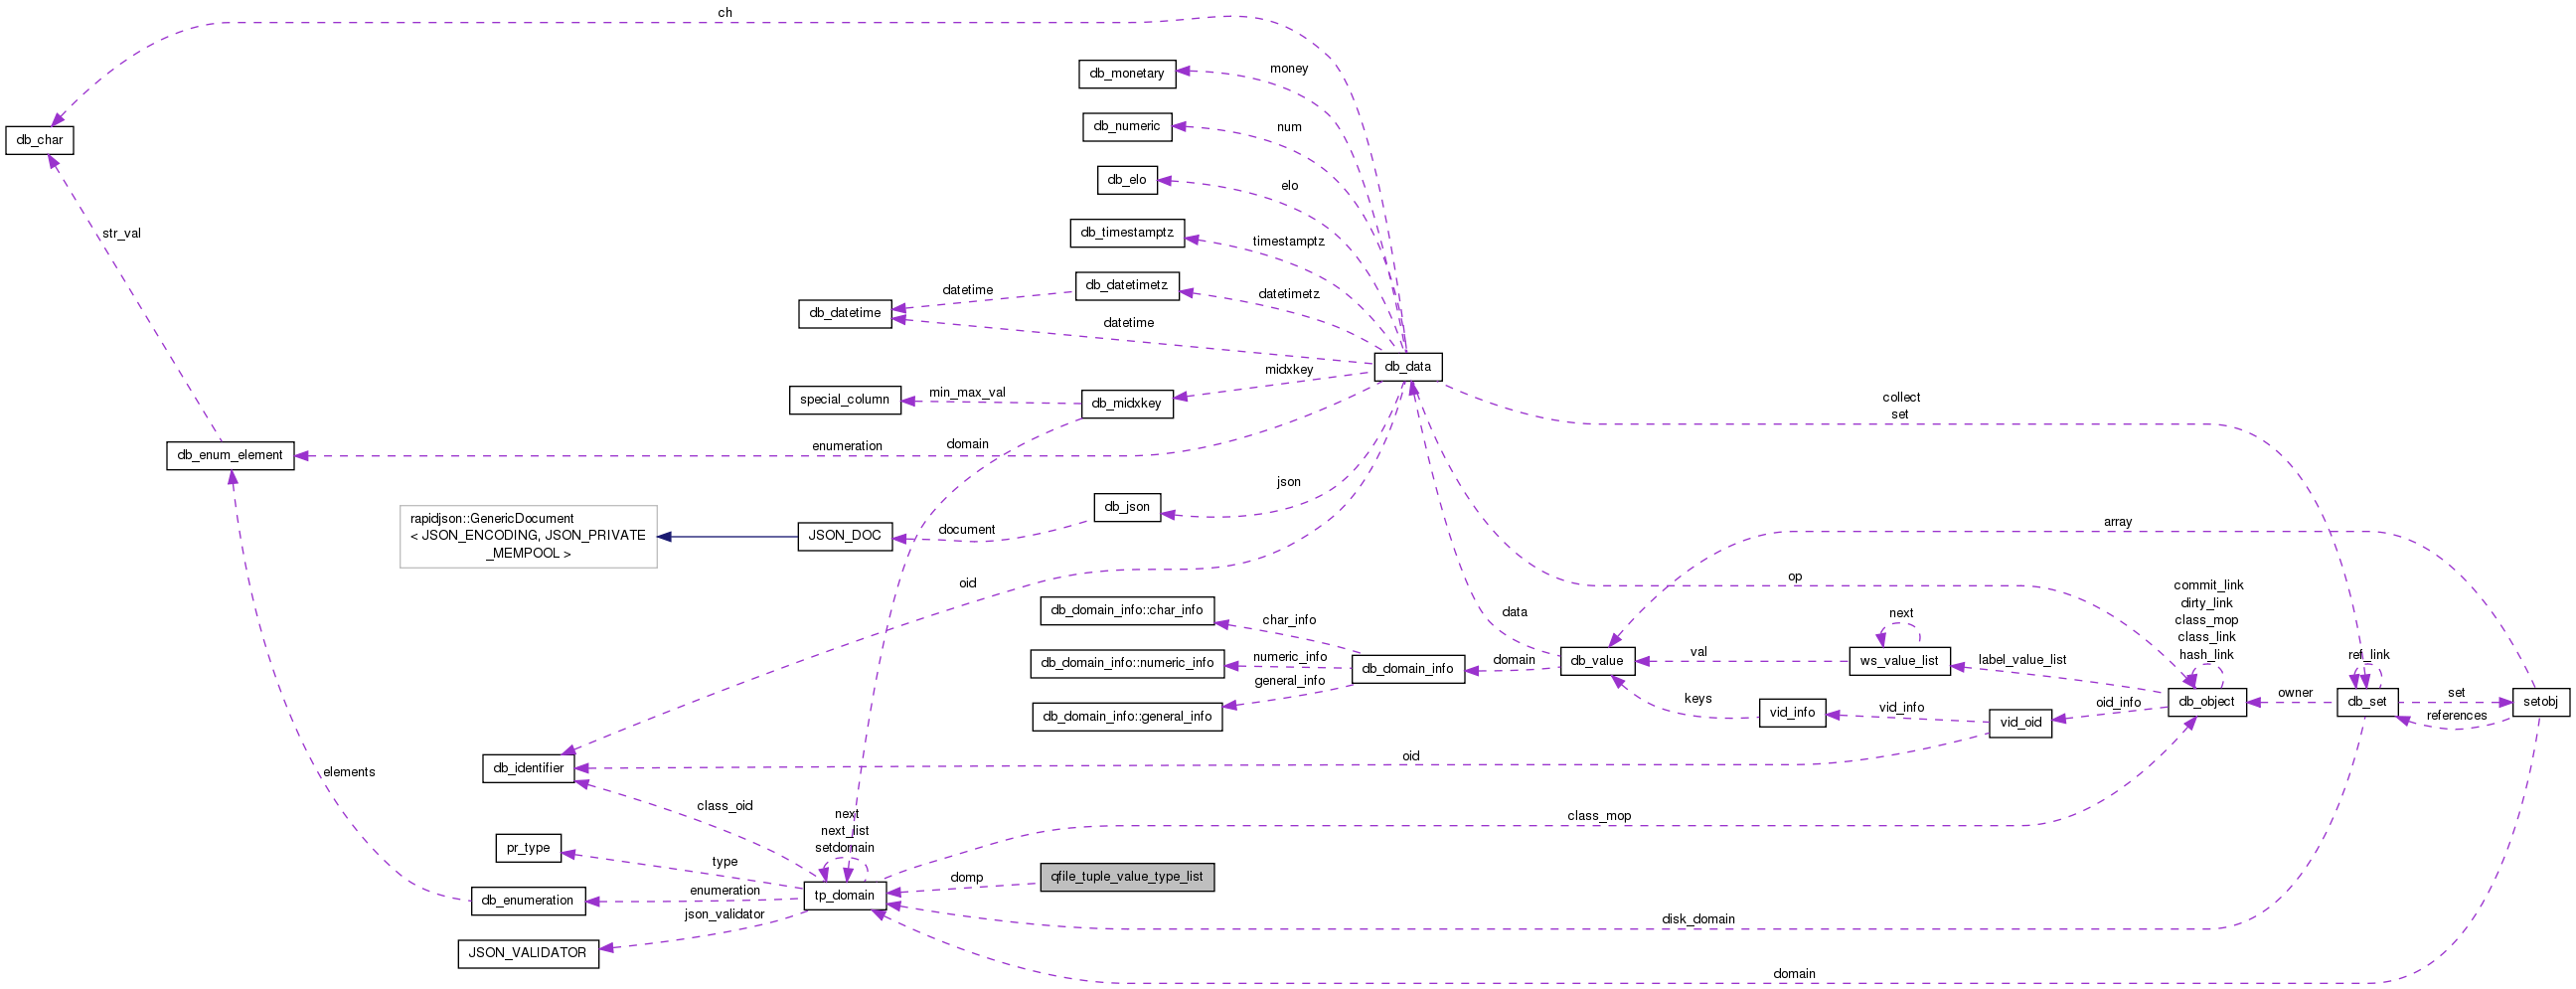 ch
money
db_monetary
num
db_numeric
db_char
elo
db_elo
str_val
timestamptz
db_timestamptz
datetimetz
db_datetimetz
datetime
db_datetime
datetime
db_data
midxkey
min_max_val
special_column
db_midxkey
collect
set
domain
enumeration
db_enum_element
json
db_json
rapidjson::GenericDocument
< JSON_ENCODING, JSON_PRIVATE
_MEMPOOL >
JSON_DOC
document
array
oid
op
commit_link
dirty_link
class_mop
class_link
hash_link
db_domain_info::char_info
char_info
data
next
db_domain_info::numeric_info
numeric_info
db_domain_info
domain
db_value
val
ws_value_list
label_value_list
ref_link
general_info
db_domain_info::general_info
keys
vid_info
vid_info
vid_oid
oid_info
db_object
owner
db_set
set
setobj
references
db_identifier
elements
oid
class_oid
next
next_list
setdomain
class_mop
pr_type
type
domp
qfile_tuple_value_type_list
db_enumeration
enumeration
tp_domain
json_validator
JSON_VALIDATOR
disk_domain
domain